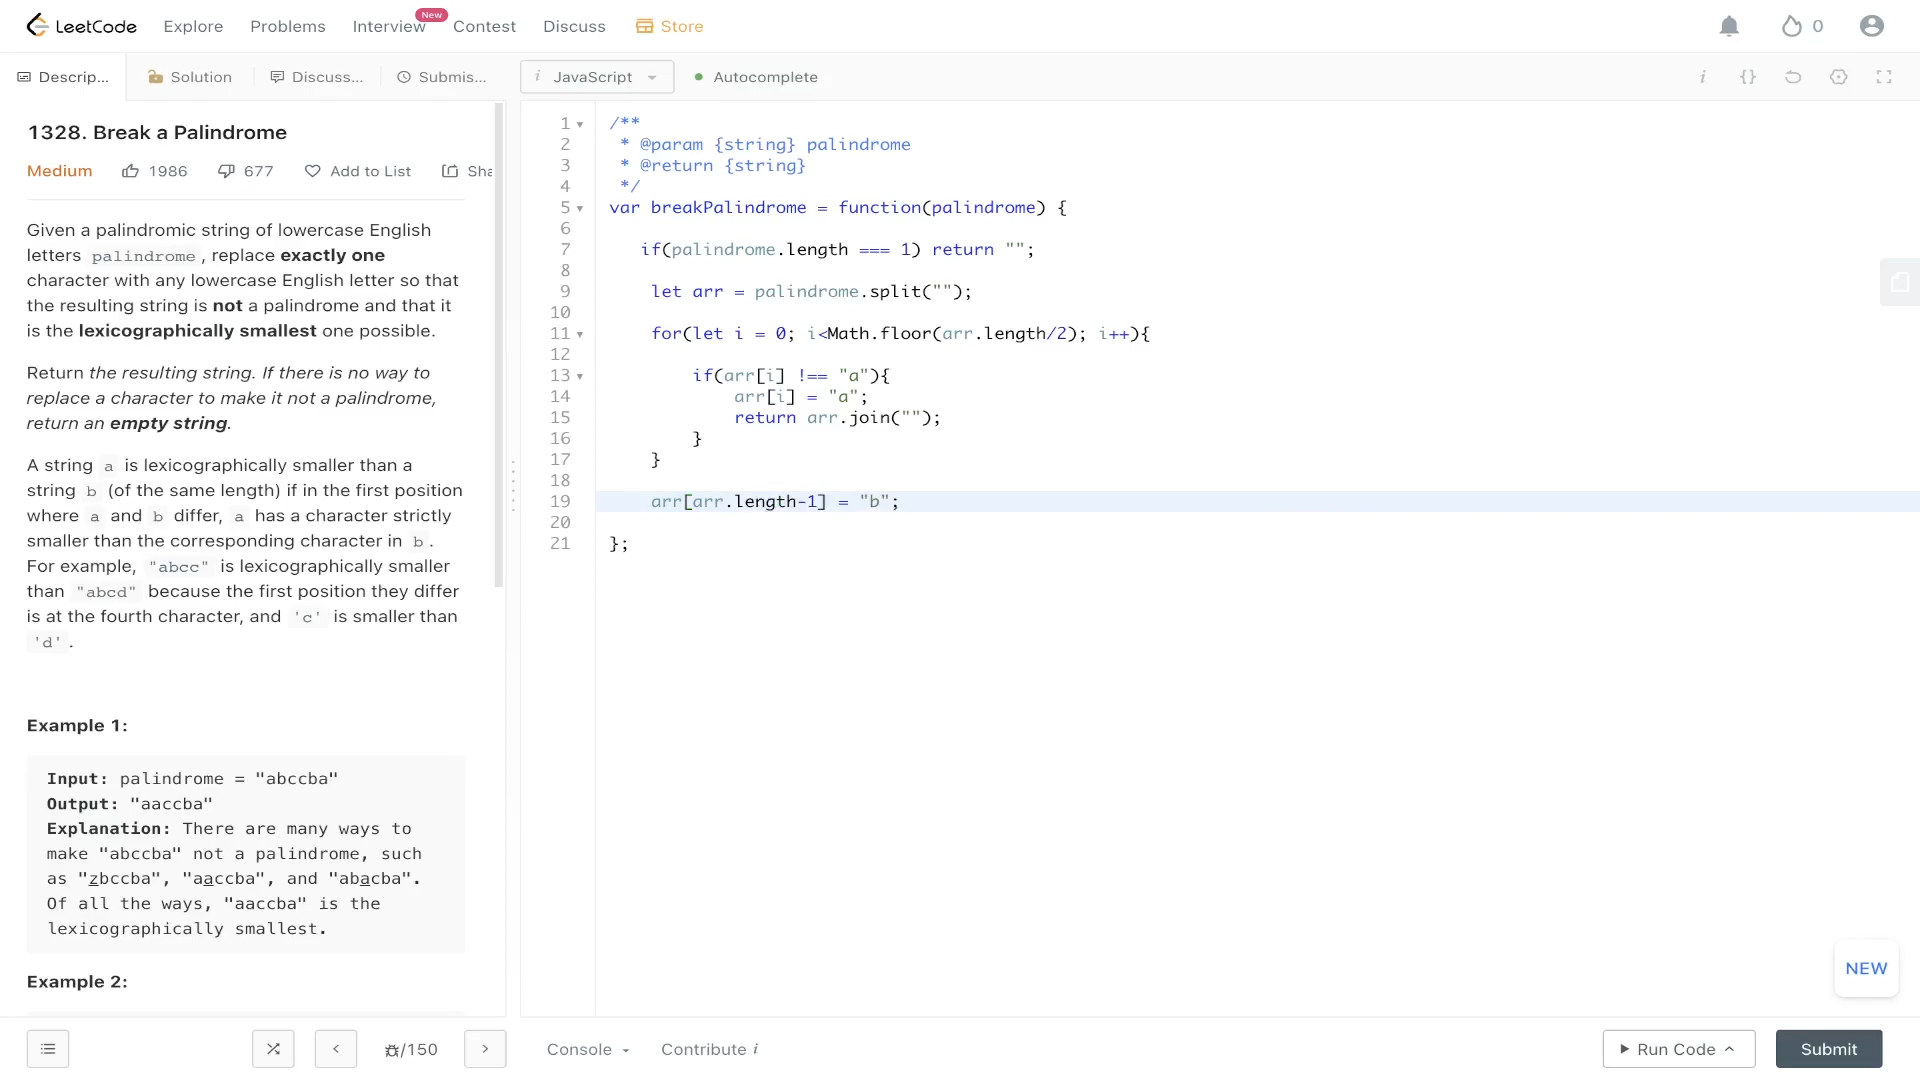 LeetCode Explore Problems Interview New Contest Discuss Store 0
Descrip... Solution Discuss... Submis... i JavaScript Autocomplete i {}
1328. Break a Palindrome
Medium 1986 677 Add to List Sha
Given a palindromic string of lowercase English
letters palindrome , replace exactly one
character with any lowercase English letter so that
the resulting string is not a palindrome and that it
is the lexicographically smallest one possible.
Return the resulting string. If there is no way to
replace a character to make it not a palindrome,
return an empty string.
A string a is lexicographically smaller than a
string b (of the same length) if in the first position
where a and b differ, a has a character strictly
smaller than the corresponding character in b .
For example, "abcc" is lexicographically smaller
than "abcd" because the first position they differ
is at the fourth character, and 'c' is smaller than
'd' .
Example 1:
Input: palindrome = "abccba"
Output: "aaccba"
Explanation: There are many ways to
make "abccba" not a palindrome, such
as "zbccba", "aaccba", and "abacba".
Of all the ways, "aaccba" is the
lexicographically smallest.
Example 2:
1 /**
2  * @param {string} palindrome
3  * @return {string}
4  */
5 var breakPalindrome = function(palindrome) {
6
7    if(palindrome.length === 1) return "";
8
9     let arr = palindrome.split("");
10
11     for(let i = 0; i<Math.floor(arr.length/2); i++){
12
13         if(arr[i] !== "a"){
14             arr[i] = "a";
15             return arr.join("");
16         }
17     }
18
19     arr[arr.length-1] = "b";
20
21 };
NEW
/150 Console Contribute i Run Code Submit